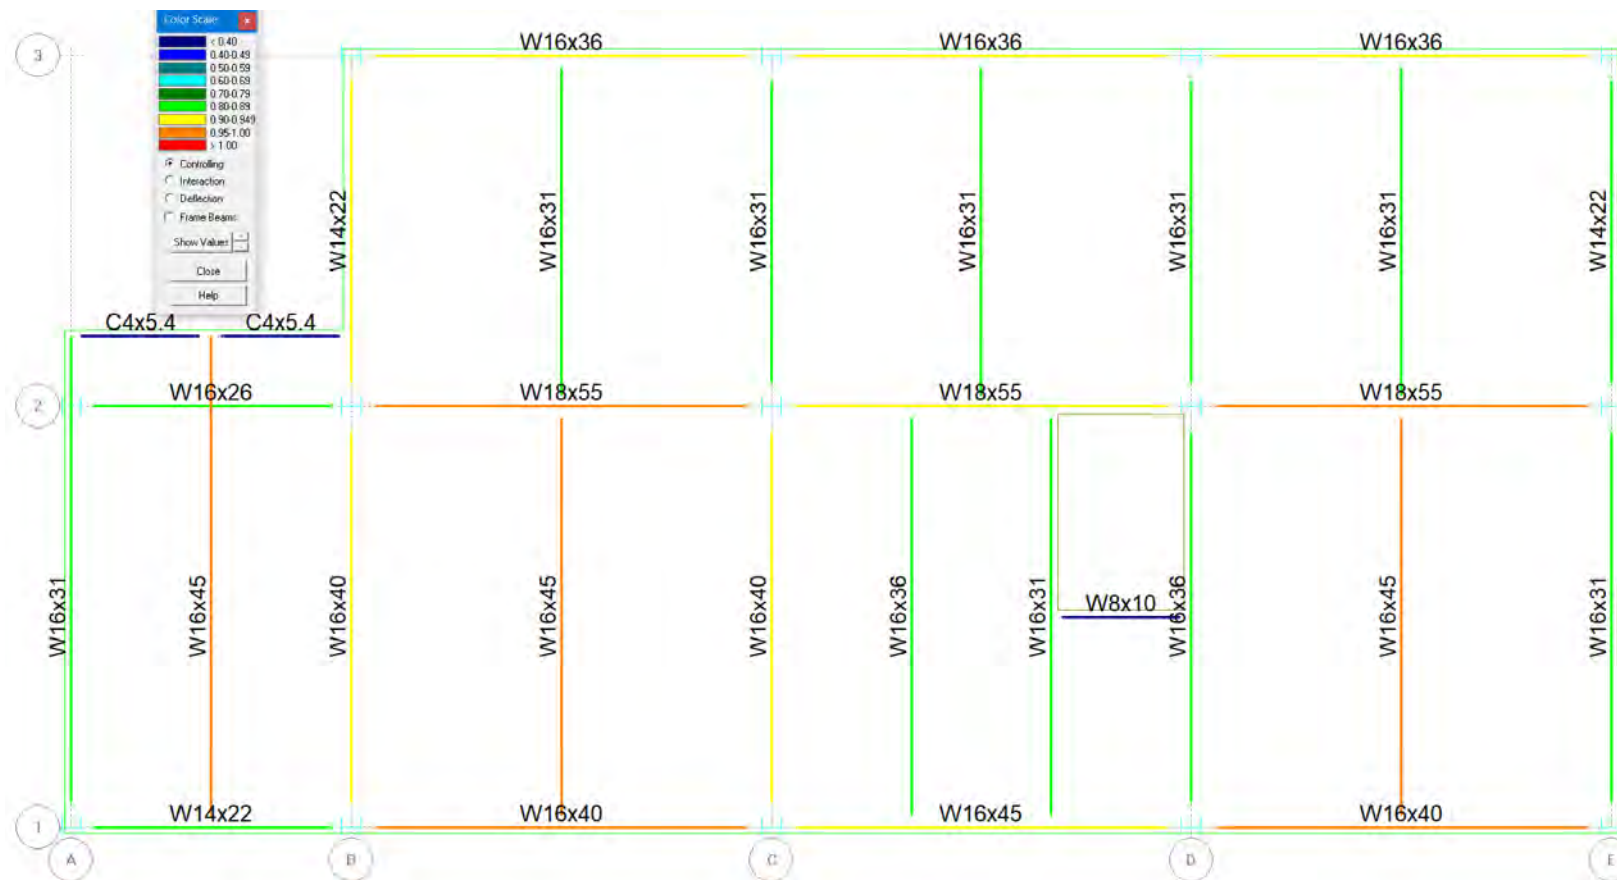 Color Scale
< 0.40
0.40-0.49
0.50-0.59
0.60-0.69
0.70-0.79
0.80-0.89
0.90-0.949
0.95-1.00
> 1.00
Controlling
Interaction
Deflection
Frame Beams
Show Values
Close
Help
3
W16x36
W16x36
W16x36
W14x22
W16x31
W16x31
W16x31
W16x31
W16x31
W14x22
C4x5.4
C4x5.4
2
W16x26
W18x55
W18x55
W18x55
W16x31
W16x45
W16x40
W16x45
W16x40
W16x36
W16x31
W8x10
W16x36
W16x45
W16x31
1
W14x22
W16x40
W16x45
W16x40
A
B
C
D
E